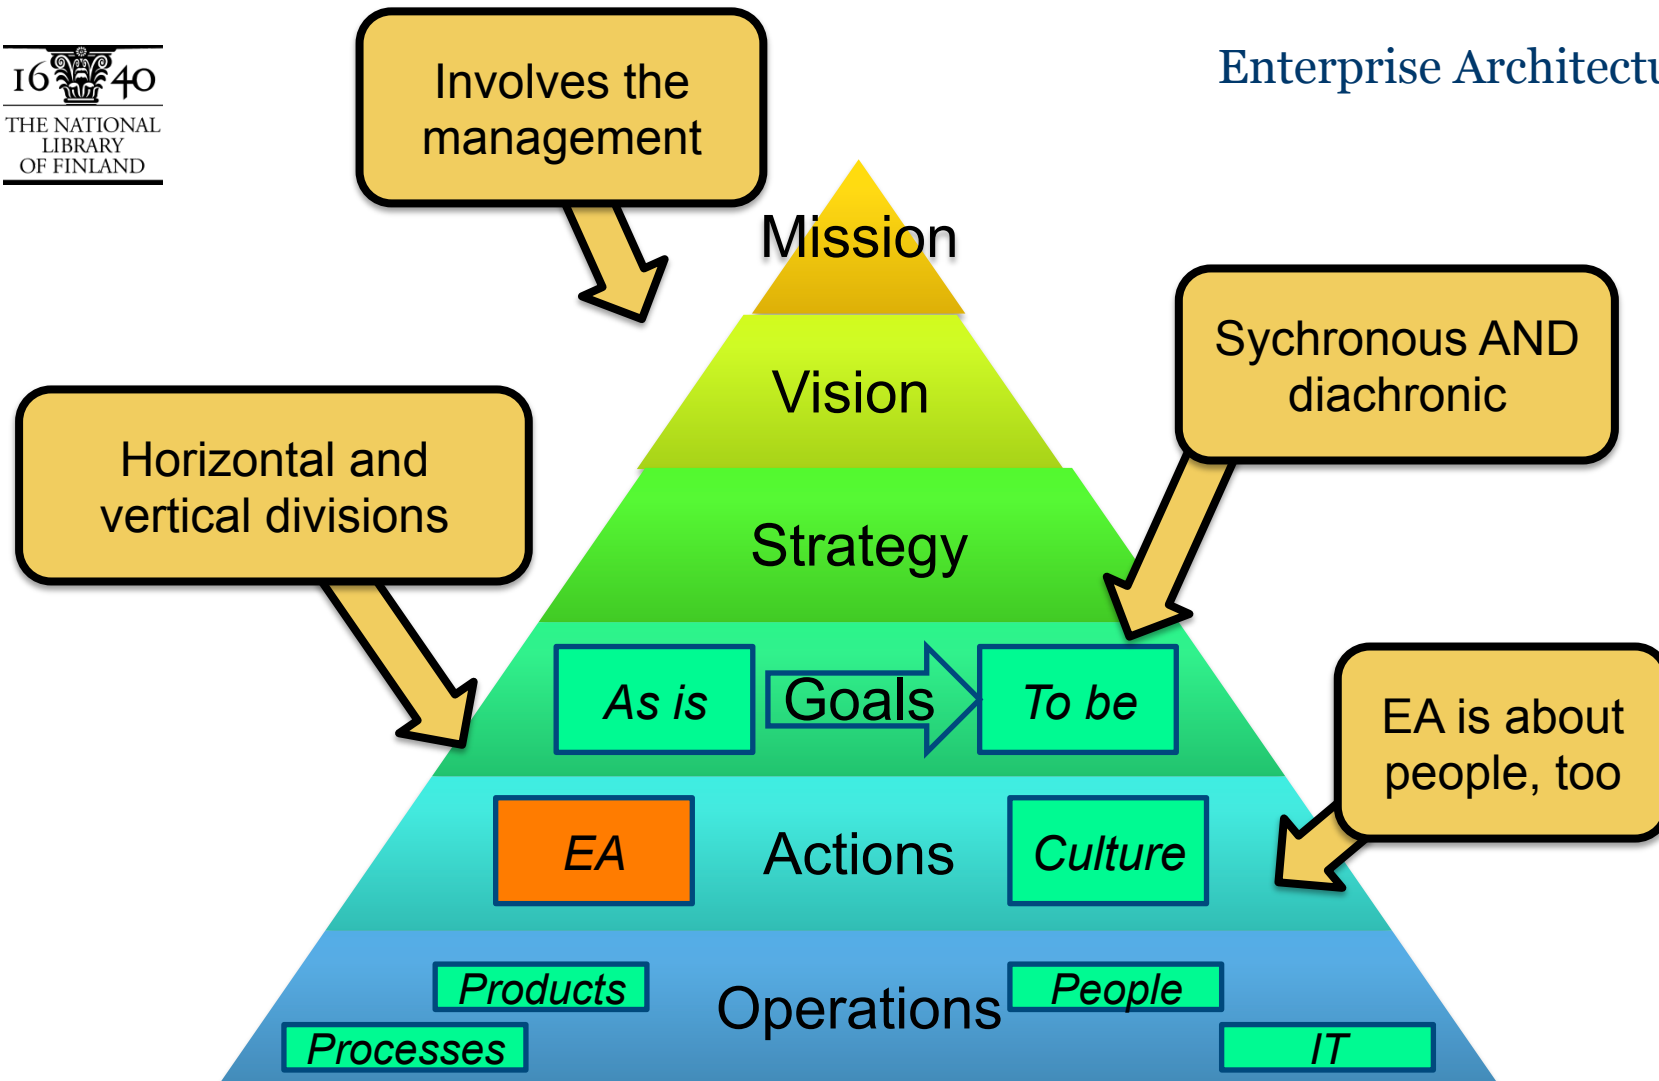 16 40
THE NATIONAL
LIBRARY
OF FINLAND
Enterprise Architectu
Involves the
management
Mission
Vision
Sychronous AND
diachronic
Horizontal and
vertical divisions
Strategy
As is
Goals
To be
EA is about
people, too
EA
Actions
Culture
Products
Operations
People
Processes
IT